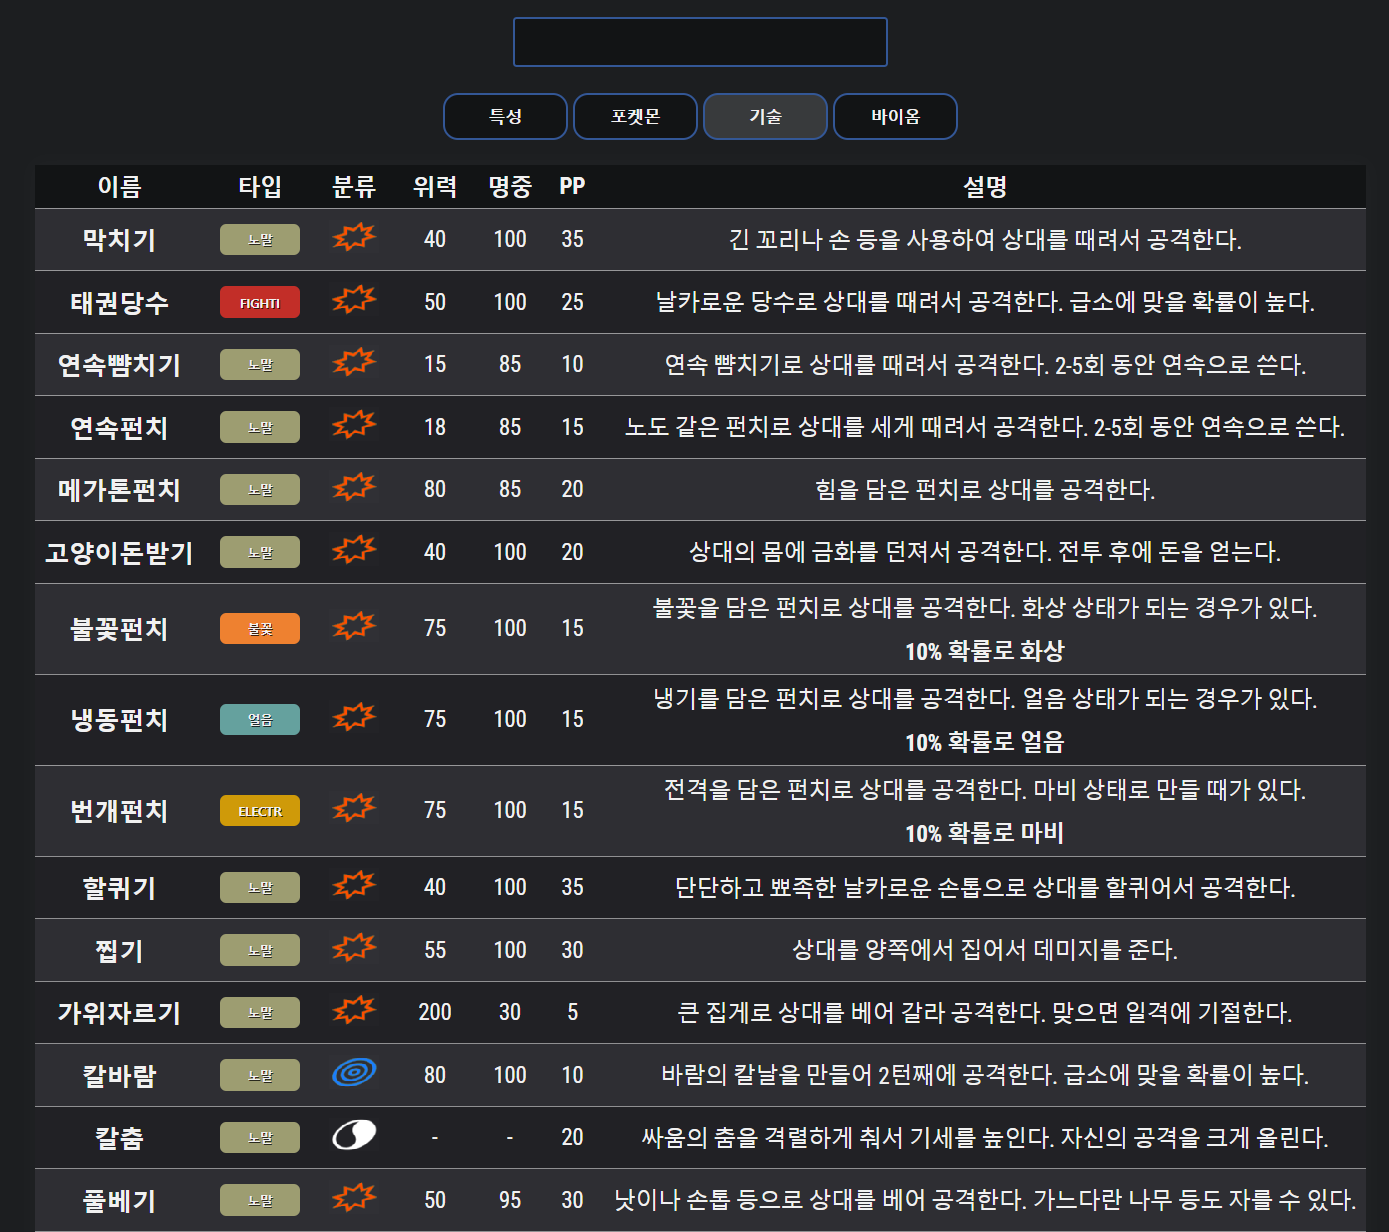 특성 포켓몬 기술 바이옴
이름 타입 분류 위력 명중 PP 설명
막치기 노말 40 100 35 긴 꼬리나 손 등을 사용하여 상대를 때려서 공격한다.
태권당수 FIGHTI 50 100 25 날카로운 당수로 상대를 때려서 공격한다. 급소에 맞을 확률이 높다.
연속뺨치기 노말 15 85 10 연속 뺨치기로 상대를 때려서 공격한다. 2-5회 동안 연속으로 쓴다.
연속펀치 노말 18 85 15 노도 같은 펀치로 상대를 세게 때려서 공격한다. 2-5회 동안 연속으로 쓴다.
메가톤펀치 노말 80 85 20 힘을 담은 펀치로 상대를 공격한다.
고양이돈받기 노말 40 100 20 상대의 몸에 금화를 던져서 공격한다. 전투 후에 돈을 얻는다.
불꽃펀치 불꽃 75 100 15 불꽃을 담은 펀치로 상대를 공격한다. 화상 상태가 되는 경우가 있다.
10% 확률로 화상
냉동펀치 얼음 75 100 15 냉기를 담은 펀치로 상대를 공격한다. 얼음 상태가 되는 경우가 있다.
10% 확률로 얼음
번개펀치 ELECTR 75 100 15 전격을 담은 펀치로 상대를 공격한다. 마비 상태로 만들 때가 있다.
10% 확률로 마비
할퀴기 노말 40 100 35 단단하고 뾰족한 날카로운 손톱으로 상대를 할퀴어서 공격한다.
찝기 노말 55 100 30 상대를 양쪽에서 집어서 데미지를 준다.
가위자르기 노말 200 30 5 큰 집게로 상대를 베어 갈라 공격한다. 맞으면 일격에 기절한다.
칼바람 노말 80 100 10 바람의 칼날을 만들어 2턴째에 공격한다. 급소에 맞을 확률이 높다.
칼춤 노말 - - 20 싸움의 춤을 격렬하게 춰서 기세를 높인다. 자신의 공격을 크게 올린다.
풀베기 노말 50 95 30 낫이나 손톱 등으로 상대를 베어 공격한다. 가느다란 나무 등도 자를 수 있다.